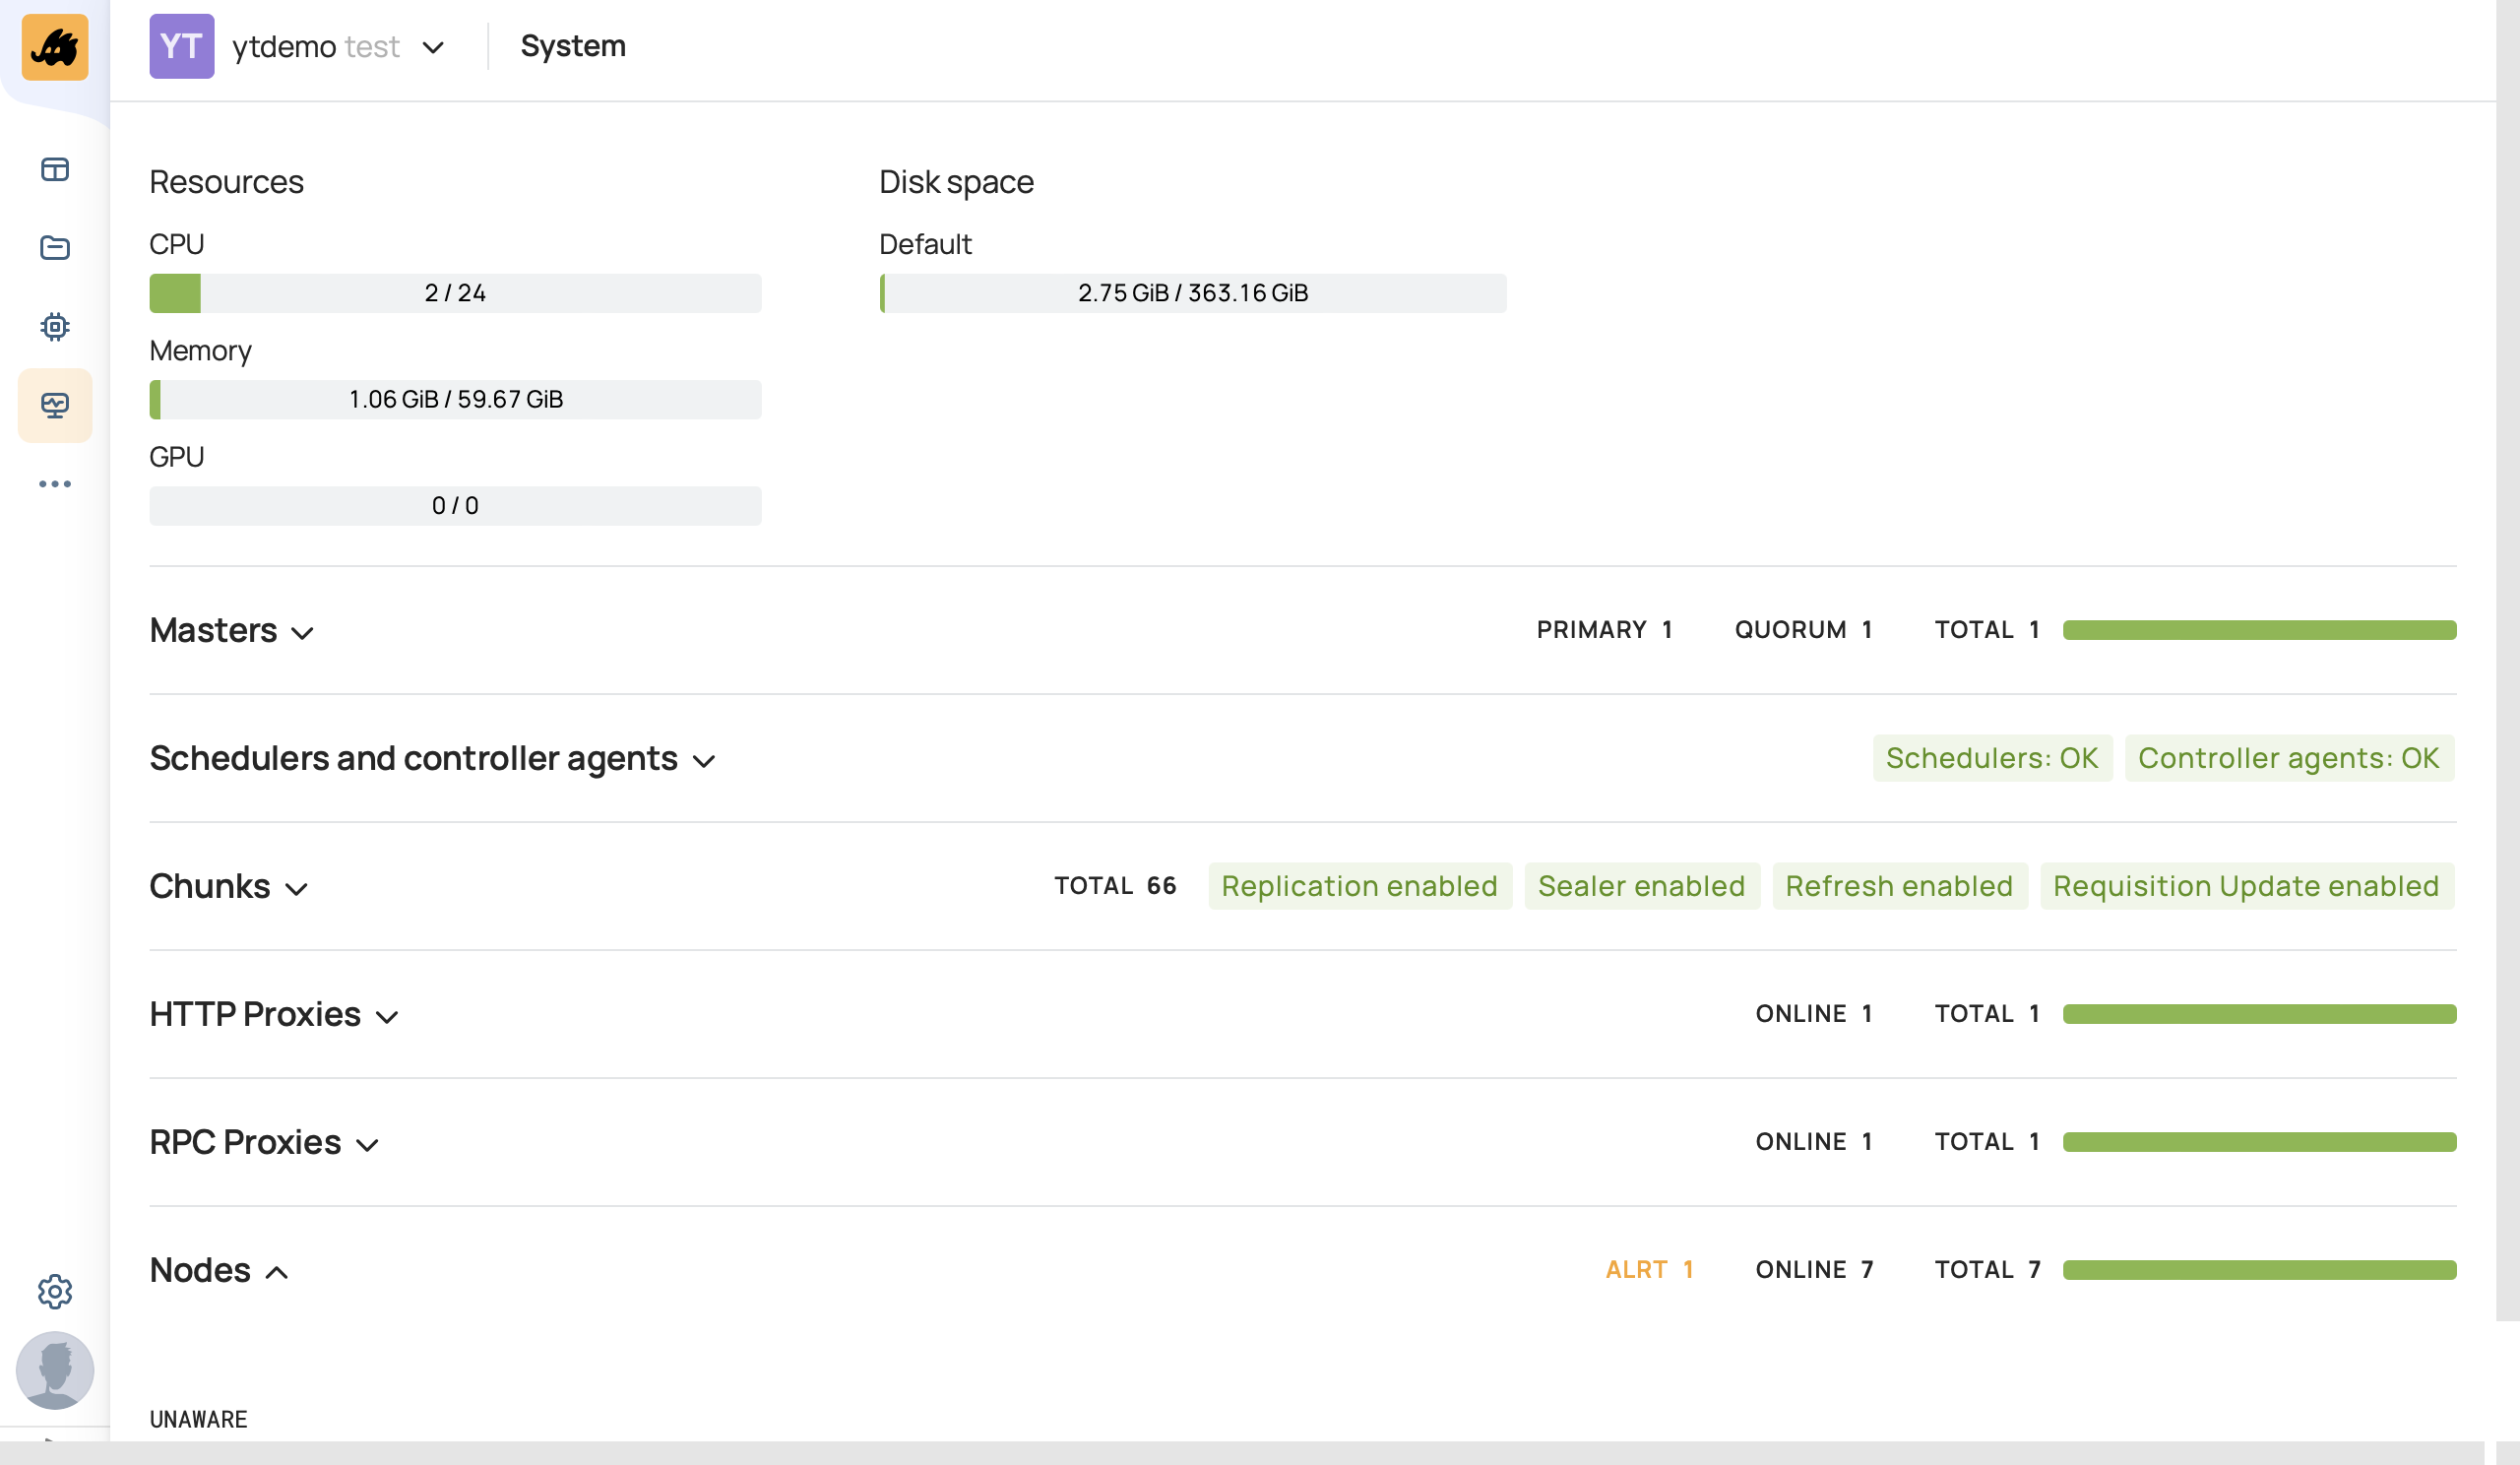 YT ytdemo test System
Resources
CPU
2 / 24
Memory
1.06 GiB / 59.67 GiB
GPU
0 / 0
Disk space
Default
2.75 GiB / 363.16 GiB
Masters PRIMARY 1 QUORUM 1 TOTAL 1
Schedulers and controller agents Schedulers: OK Controller agents: OK
Chunks TOTAL 66 Replication enabled Sealer enabled Refresh enabled Requisition Update enabled
HTTP Proxies ONLINE 1 TOTAL 1
RPC Proxies ONLINE 1 TOTAL 1
Nodes ALRT 1 ONLINE 7 TOTAL 7
UNAWARE